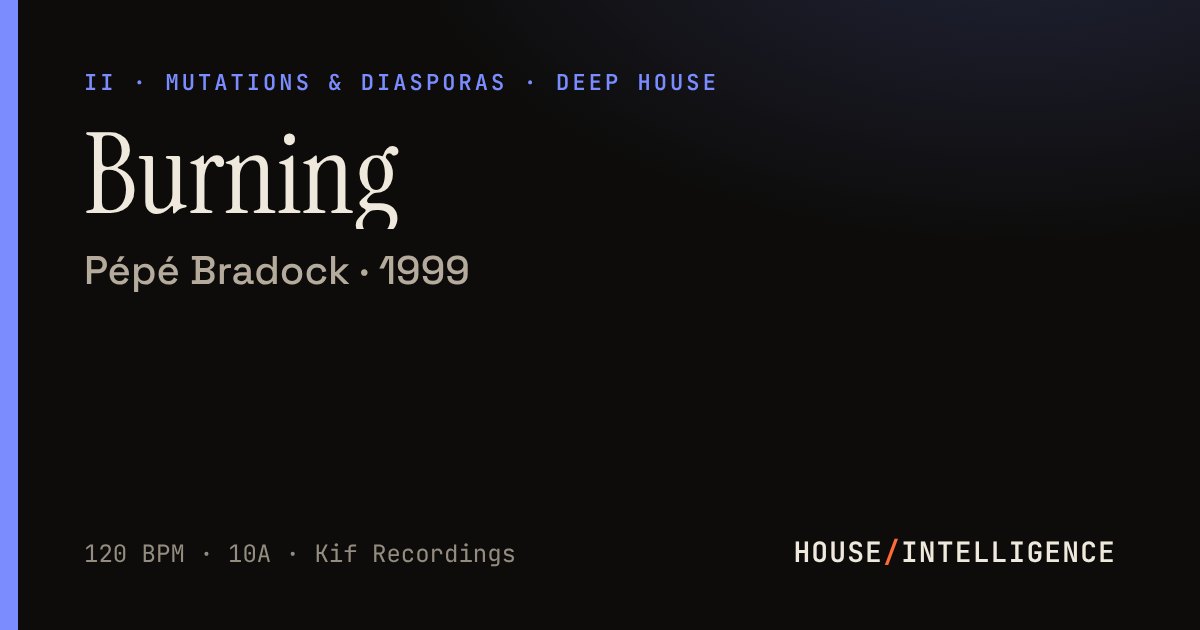 II · MUTATIONS & DIASPORAS · DEEP HOUSE
Burning
Pépé Bradock · 1999
120 BPM · 10A · Kif Recordings
HOUSE/INTELLIGENCE